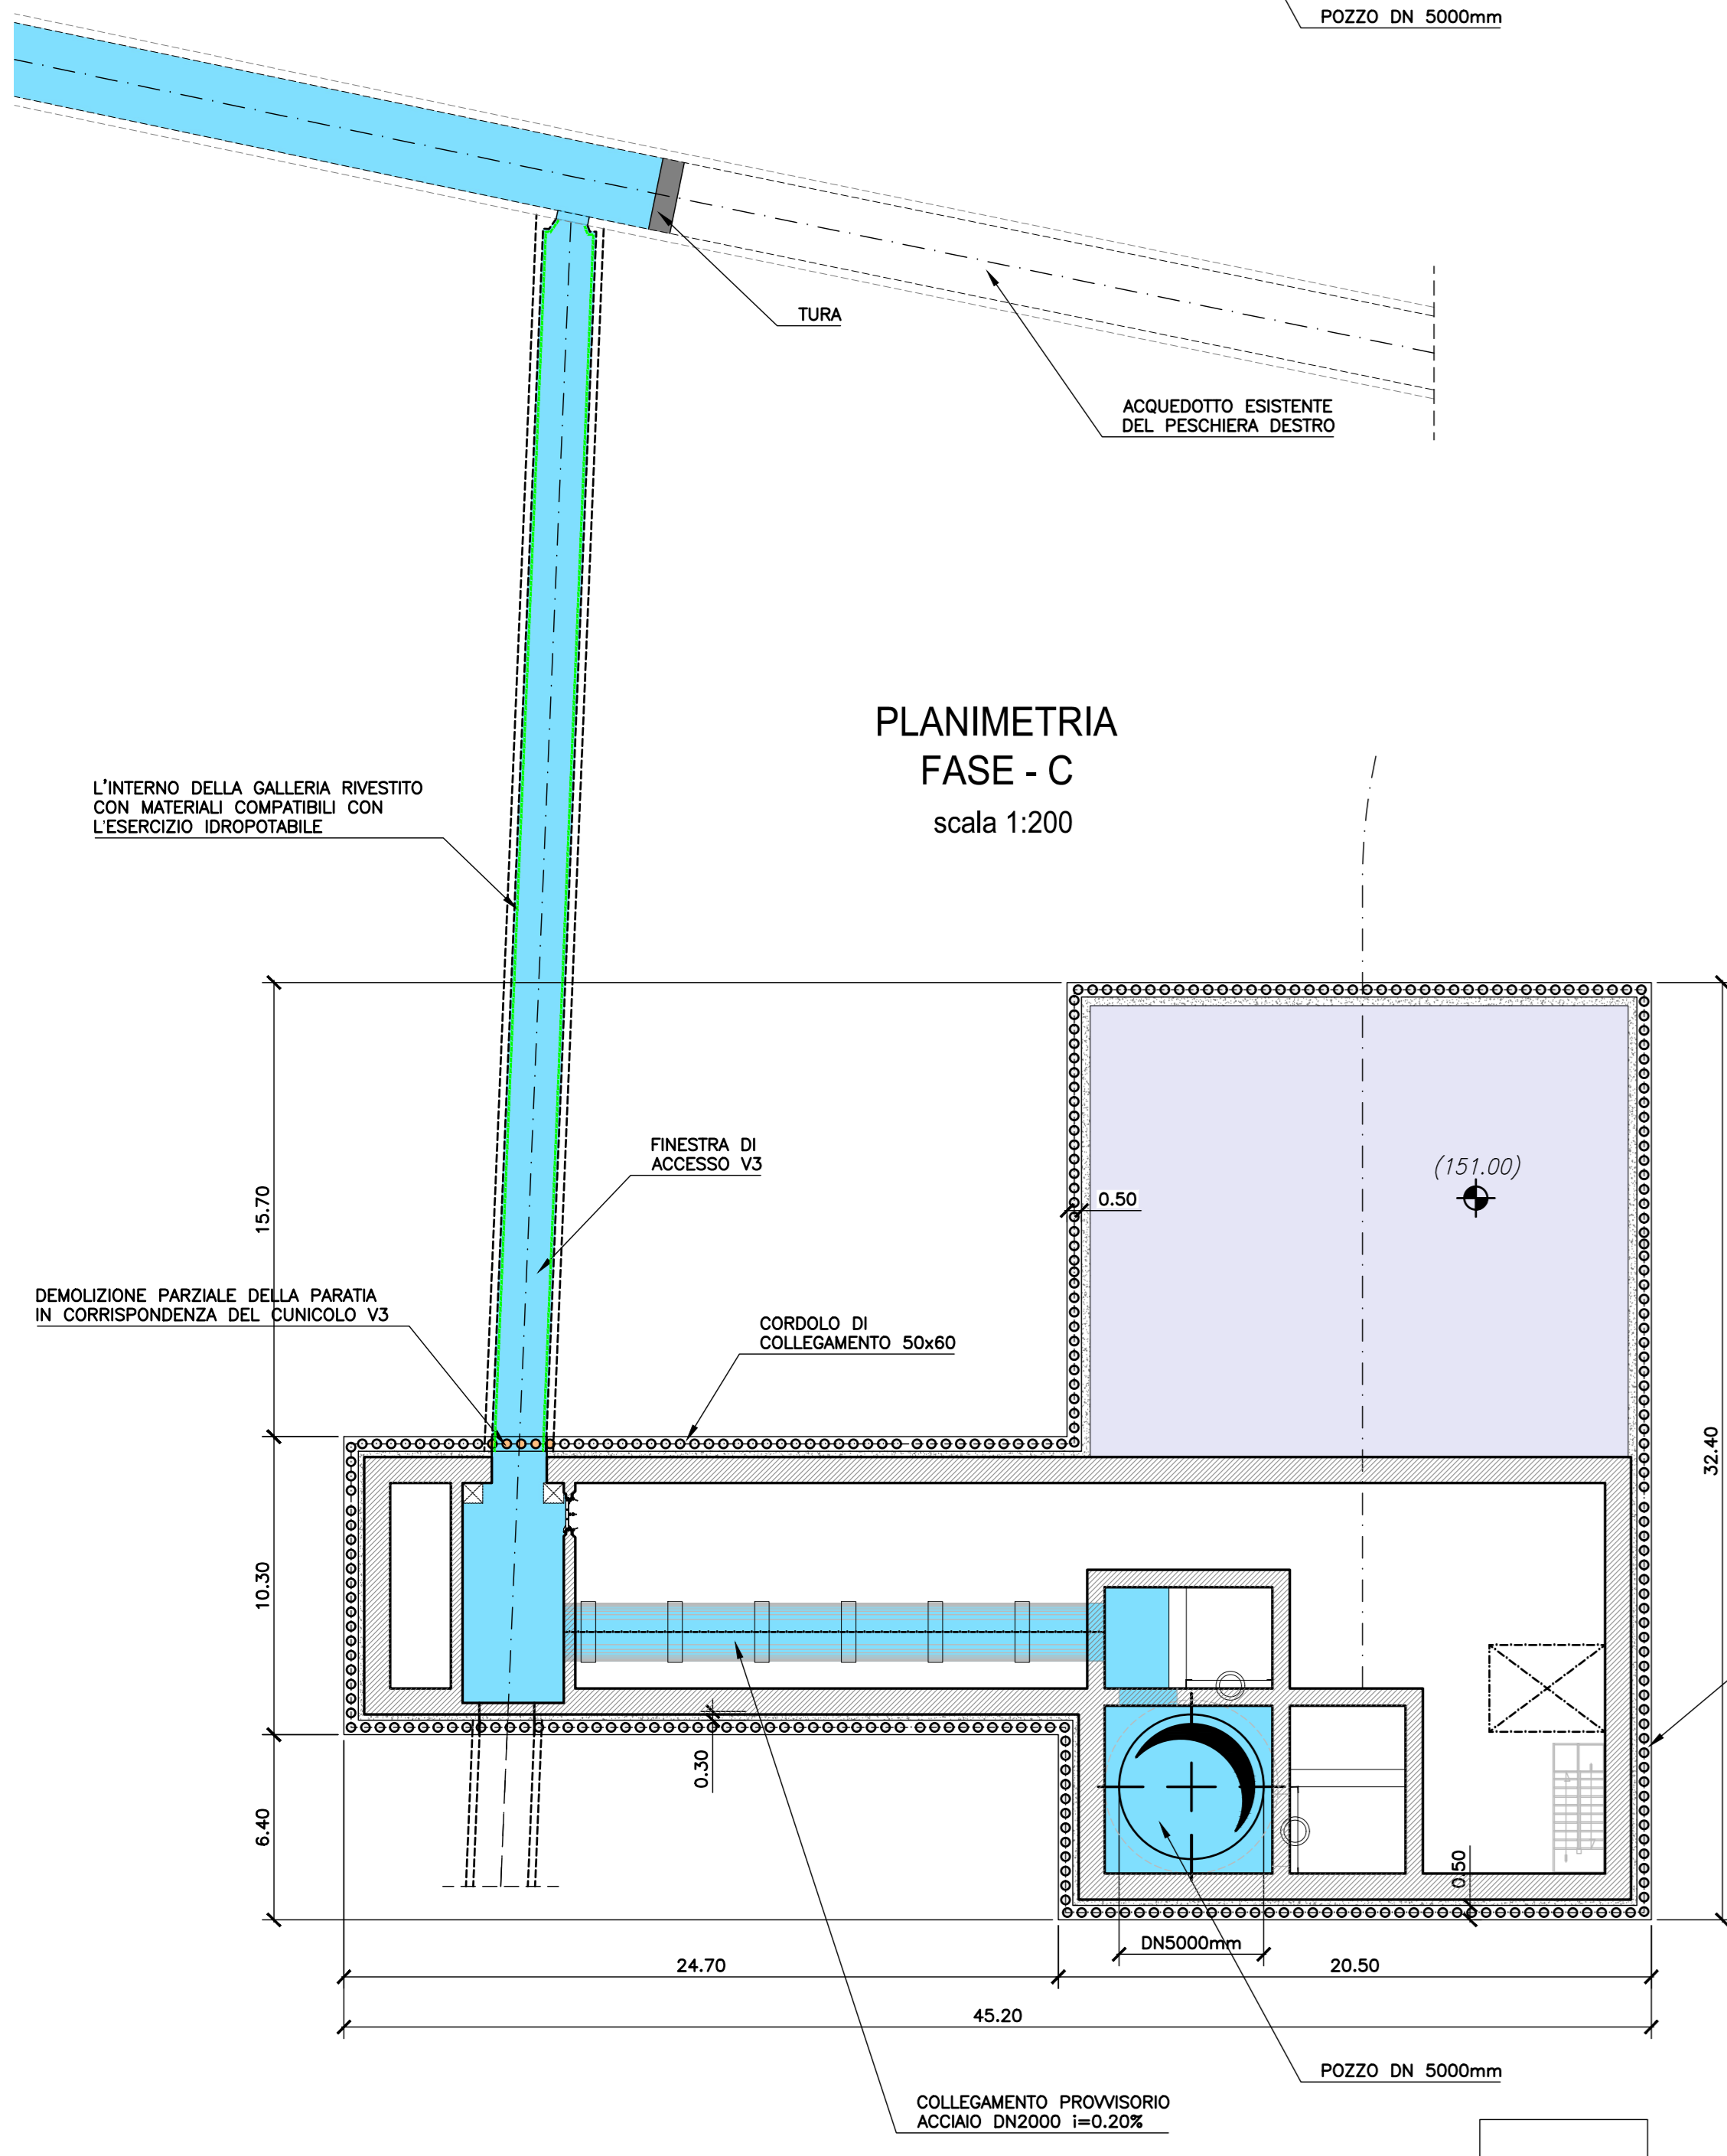 POZZO DN 5000mm
TURA
ACQUEDOTTO ESISTENTE
DEL PESCHIERA DESTRO
PLANIMETRIA
FASE - C
scala 1:200
L'INTERNO DELLA GALLERIA RIVESTITO
CON MATERIALI COMPATIBILI CON
L'ESERCIZIO IDROPOTABILE
FINESTRA DI
ACCESSO V3
(151.00)
0.50
15.70
DEMOLIZIONE PARZIALE DELLA PARATIA
IN CORRISPONDENZA DEL CUNICOLO V3
CORDOLO DI
COLLEGAMENTO 50x60
32.40
10.30
0.30
6.40
0.50
DN5000mm
24.70
20.50
45.20
POZZO DN 5000mm
COLLEGAMENTO PROVVISORIO
ACCIAIO DN2000 i=0.20%